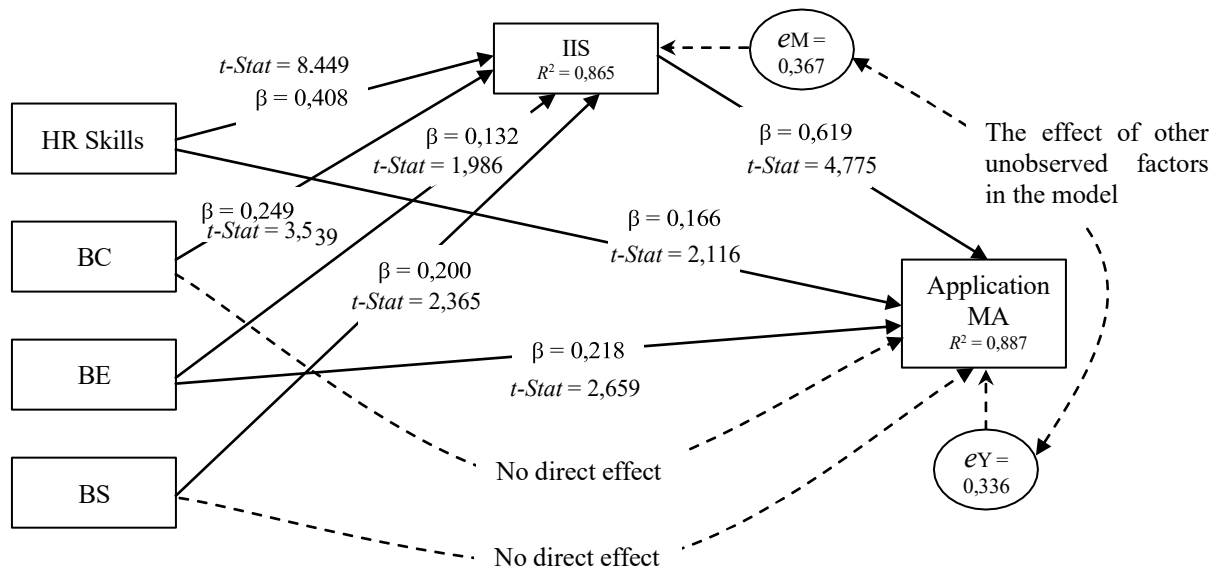 IIS
R² = 0,865
eM =
0,367
t-Stat = 8.449
β = 0,408
HR Skills
β = 0,132
t-Stat = 1,986
β = 0,619
t-Stat = 4,775
The effect of other
unobserved factors
in the model
β = 0,249
t-Stat = 3,539
BC
β = 0,166
t-Stat = 2,116
β = 0,200
t-Stat = 2,365
Application
MA
R² = 0,887
BE
β = 0,218
t-Stat = 2,659
No direct effect
eY =
0,336
BS
No direct effect